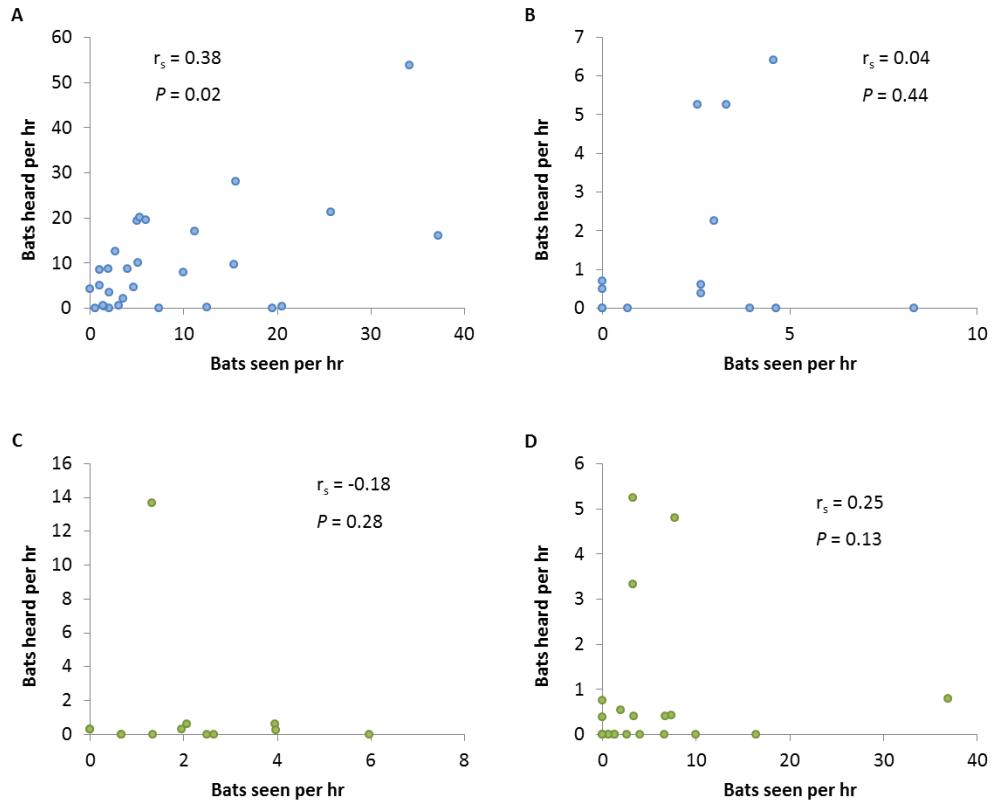 A
60
50
40
30
20
10
0
Bats heard per hr
r_s = 0.38
P = 0.02
0 10 20 30 40
Bats seen per hr
B
7
6
5
4
3
2
1
0
Bats heard per hr
r_s = 0.04
P = 0.44
0 5 10
Bats seen per hr
C
16
14
12
10
8
6
4
2
0
Bats heard per hr
r_s = -0.18
P = 0.28
0 2 4 6 8
Bats seen per hr
D
6
5
4
3
2
1
0
Bats heard per hr
r_s = 0.25
P = 0.13
0 10 20 30 40
Bats seen per hr